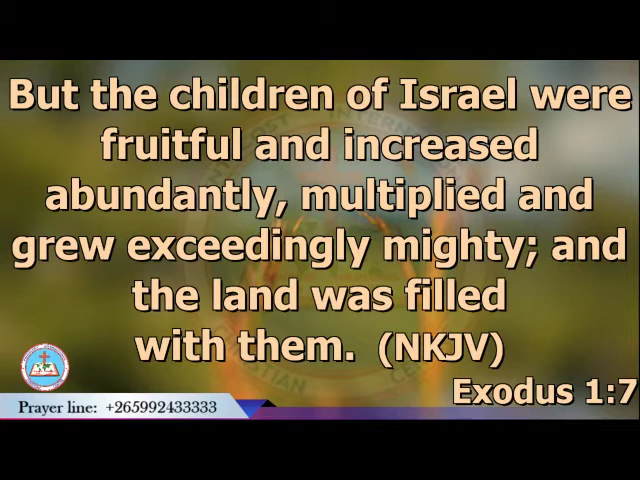 But the children of Israel were
fruitful and increased
abundantly, multiplied and
grew exceedingly mighty; and
the land was filled
with them. (NKJV)
Exodus 1:7
Prayer line: +265992433333